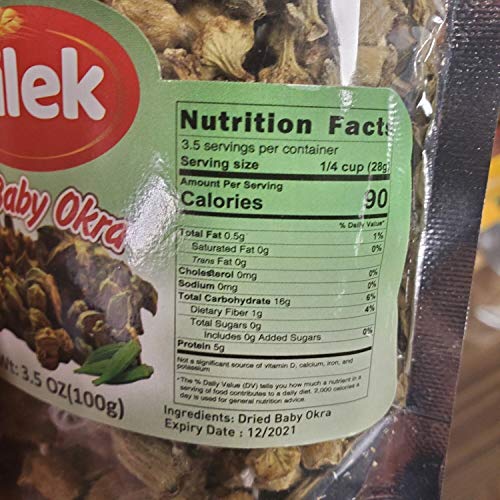 Nutrition Facts
3.5 servings per container
Serving size 1/4 cup (28g
Amount Per Serving
Calories 90
% Daily Value*
Total Fat 0.5g 1%
Saturated Fat 0g 0%
Trans Fat 0g
Cholesterol 0mg 0%
Sodium 0mg 0%
Total Carbohydrate 16g 6%
Dietary Fiber 1g 4%
Total Sugars 0g
Includes 0g Added Sugars 0%
Protein 5g
Not a significant source of vitamin D, calcium, iron, and
potassium
*The % Daily Value (DV) tells you how much a nutrient in a
serving of food contributes to a daily diet. 2,000 calories a
day is used for general nutrition advice.
Ingredients: Dried Baby Okra
Expiry Date : 12/2021
lek
Baby Okra
Wt: 3.5 OZ(100g)